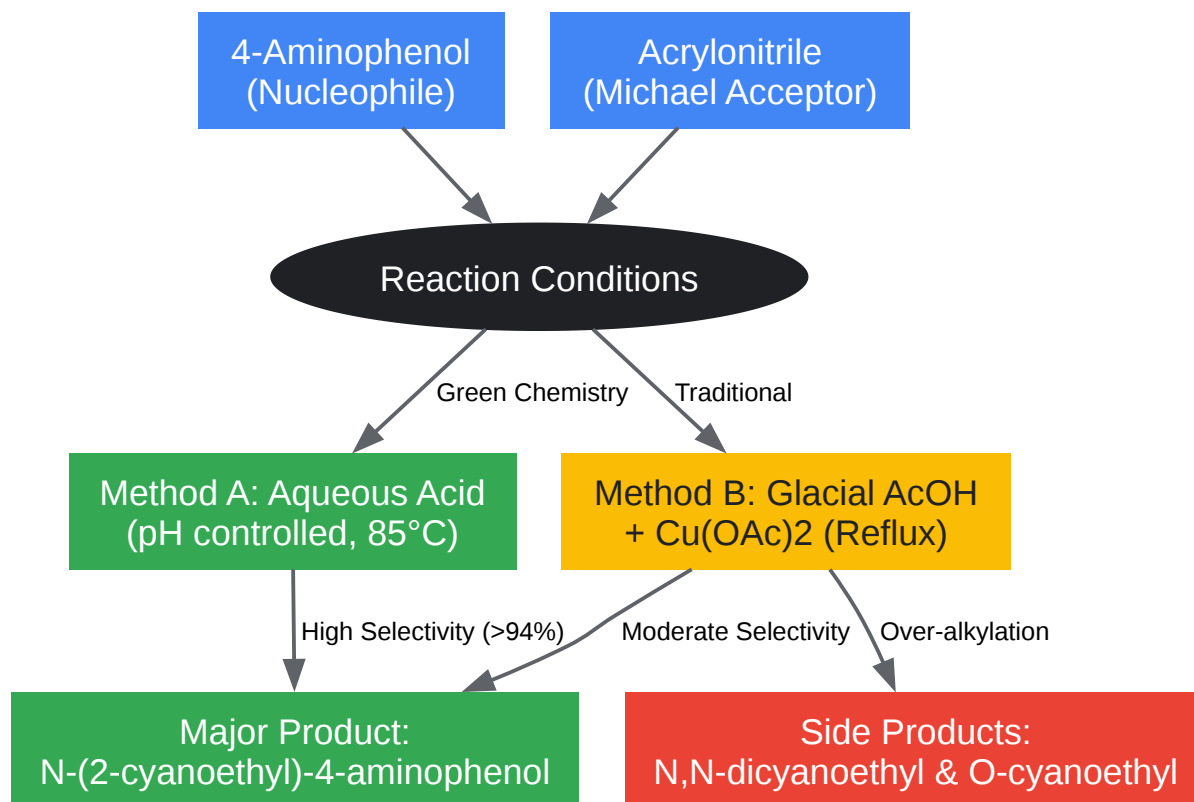 4-Aminophenol
(Nucleophile)
Acrylonitrile
(Michael Acceptor)
Reaction Conditions
Green Chemistry
Traditional
Method A: Aqueous Acid
(pH controlled, 85°C)
Method B: Glacial AcOH
+ Cu(OAc)2 (Reflux)
High Selectivity (>94%)
Moderate Selectivity
Over-alkylation
Major Product:
N-(2-cyanoethyl)-4-aminophenol
Side Products:
N,N-dicyanoethyl & O-cyanoethyl